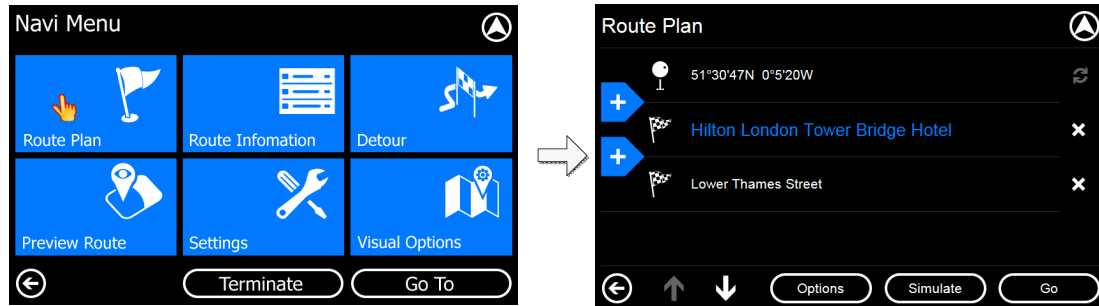 Navi Menu
Route Plan
Route Infomation
Detour
Preview Route
Settings
Visual Options
Terminate
Go To
Route Plan
51°30'47N 0°5'20W
+
Hilton London Tower Bridge Hotel
+
Lower Thames Street
Options
Simulate
Go